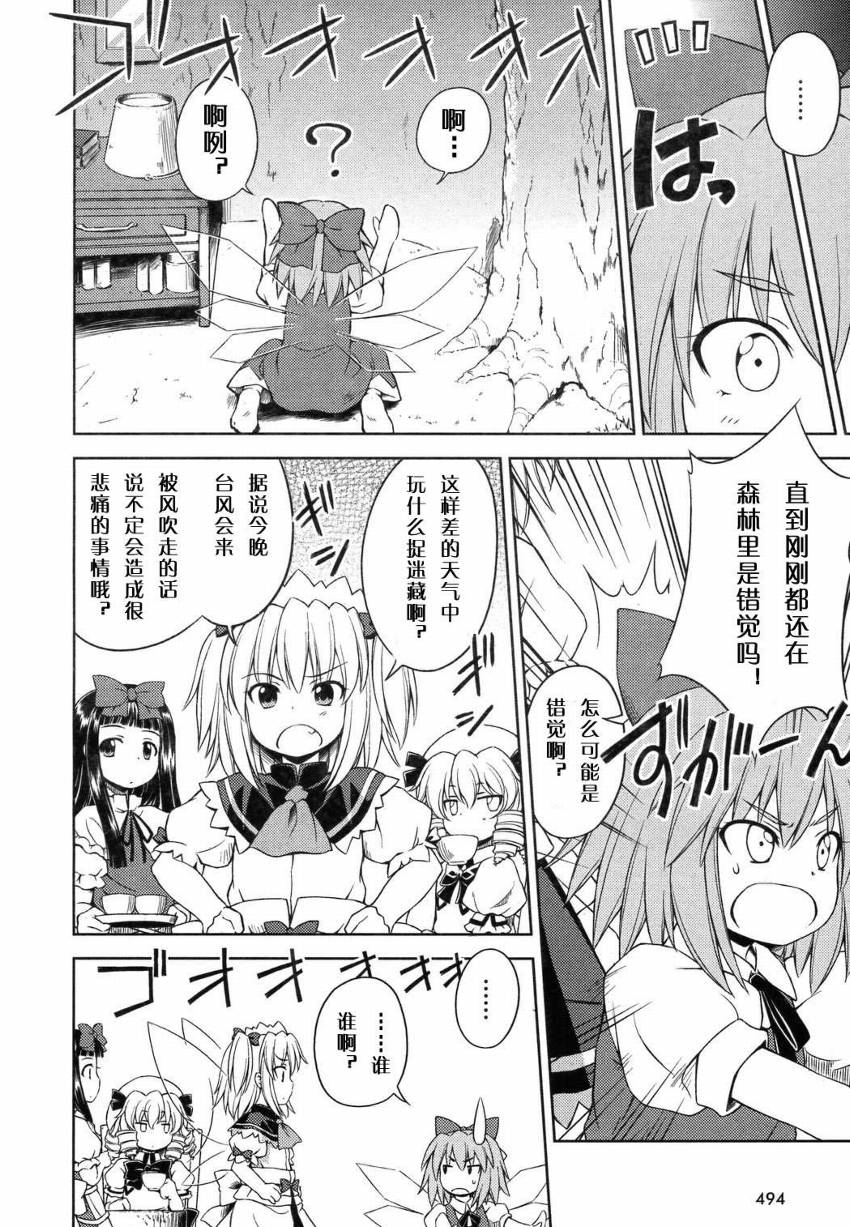 ……
はっ
啊…
?
啊咧?
ゴオオオオオオ
直到刚刚都还在
森林里是错觉吗!
ずがーん
怎么可能是
错觉啊?
这样差的天气中
玩什么捉迷藏啊?
据说今晚
台风会来
被风吹走的话
说不定会造成很
悲痛的事情哦?
……
……谁
谁啊?
ゴオオオオオ
494